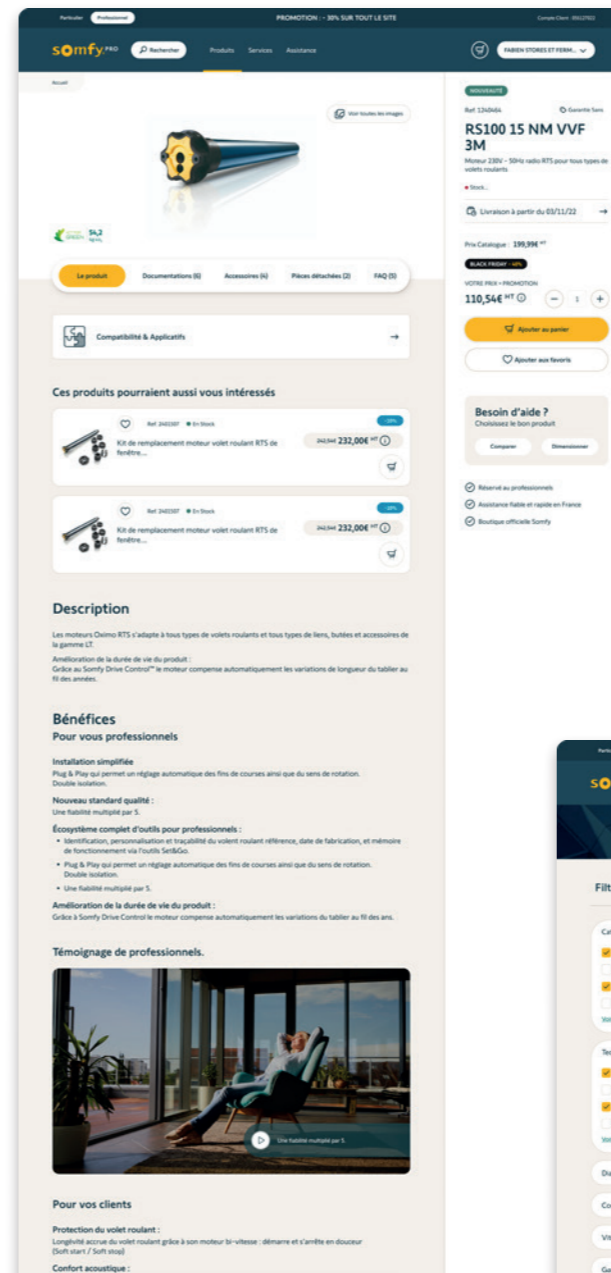 Particulier
Professionnel
PROMOTION : - 30% SUR TOUT LE SITE
Compte Client :
somfy.PRO
Rechercher
Produits
Services
Assistance
FABIEN STORES ET FERM...
Accueil
Voir toutes les images
54,2
Le produit
Documentations (6)
Accessoires (4)
Pièces détachées (2)
FAQ (5)
Compatibilité & Applicatifs
Ces produits pourraient aussi vous intéressés
En Stock
Kit de remplacement moteur volet roulant RTS de
fenêtre...
232,00€ HT
En Stock
Kit de remplacement moteur volet roulant RTS de
fenêtre...
232,00€ HT
Description
Les moteurs Oximo RTS s'adapte à tous types de volets roulants et tous types de liens, butées et accessoires de
la gamme LT.
Amélioration de la durée de vie du produit :
Grâce au Somfy Drive Control™ le moteur compense automatiquement les variations de longueur du tablier au
fil des années.
Bénéfices
Pour vous professionnels
Installation simplifiée
Plug & Play qui permet un réglage automatique des fins de courses ainsi que du sens de rotation.
Double isolation.
Nouveau standard qualité :
Une fiabilité multiplié par 5.
Écosystème complet d'outils pour professionnels :
• Identification, personnalisation et traçabilité du volent roulant référence, date de fabrication, et mémoire
de fonctionnement via l'outils Set&Go.
• Plug & Play qui permet un réglage automatique des fins de courses ainsi que du sens de rotation.
Double isolation.
• Une fiabilité multiplié par 5.
Amélioration de la durée de vie du produit :
Grâce à Somfy Drive Control le moteur compense automatiquement les variations du tablier au fil des ans.
Témoignage de professionnels.
Une fiabilité multiplié par 5.
Pour vos clients
Protection du volet roulant :
Longévité accrue du volet roulant grâce à son moteur bi-vitesse : démarre et s'arrête en douceur
(Soft start / Soft stop)
Confort acoustique :
NOUVEAUTÉ
Ref. 1240464
Garantie 5ans
RS100 15 NM VVF
3M
Moteur 230V - 50Hz radio RTS pour tous types de
volets roulants
Stock..
Livraison à partir du 03/11/22
Prix Catalogue : 199,99€ HT
BLACK FRIDAY - 40%
VOTRE PRIX + PROMOTION
110,54€ HT
1
Ajouter au panier
Ajouter aux favoris
Besoin d'aide ?
Choisissez le bon produit
Comparer
Dimensionner
Réservé au professionnels
Assistance fiable et rapide en France
Boutique officielle Somfy